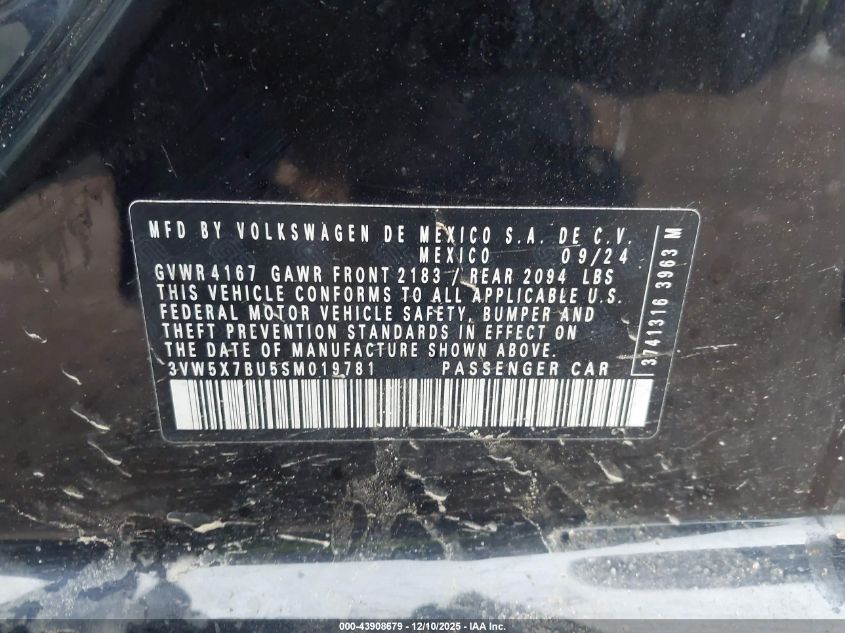 MFD BY VOLKSWAGEN DE MEXICO S.A. DE C.V.
MEXICO 09/24
GVWR 4167 GAWR FRONT 2183 / REAR 2094 LBS
THIS VEHICLE CONFORMS TO ALL APPLICABLE U.S.
FEDERAL MOTOR VEHICLE SAFETY, BUMPER AND
THEFT PREVENTION STANDARDS IN EFFECT ON
THE DATE OF MANUFACTURE SHOWN ABOVE.
3VW5X7BU5SM019781 PASSENGER CAR
3741316 3963 M
000-43908679 - 12/10/2025 - IAA Inc.